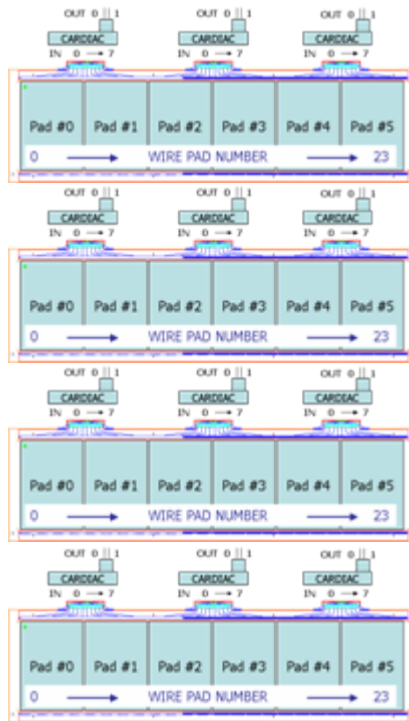 OUT 0 1 OUT 0 1 OUT 0 1
CARDIAC CARDIAC CARDIAC
IN 0 → 7 IN 0 → 7 IN 0 → 7
Pad #0 Pad #1 Pad #2 Pad #3 Pad #4 Pad #5
0 → WIRE PAD NUMBER → 23
OUT 0 1 OUT 0 1 OUT 0 1
CARDIAC CARDIAC CARDIAC
IN 0 → 7 IN 0 → 7 IN 0 → 7
Pad #0 Pad #1 Pad #2 Pad #3 Pad #4 Pad #5
0 → WIRE PAD NUMBER → 23
OUT 0 1 OUT 0 1 OUT 0 1
CARDIAC CARDIAC CARDIAC
IN 0 → 7 IN 0 → 7 IN 0 → 7
Pad #0 Pad #1 Pad #2 Pad #3 Pad #4 Pad #5
0 → WIRE PAD NUMBER → 23
OUT 0 1 OUT 0 1 OUT 0 1
CARDIAC CARDIAC CARDIAC
IN 0 → 7 IN 0 → 7 IN 0 → 7
Pad #0 Pad #1 Pad #2 Pad #3 Pad #4 Pad #5
0 → WIRE PAD NUMBER → 23